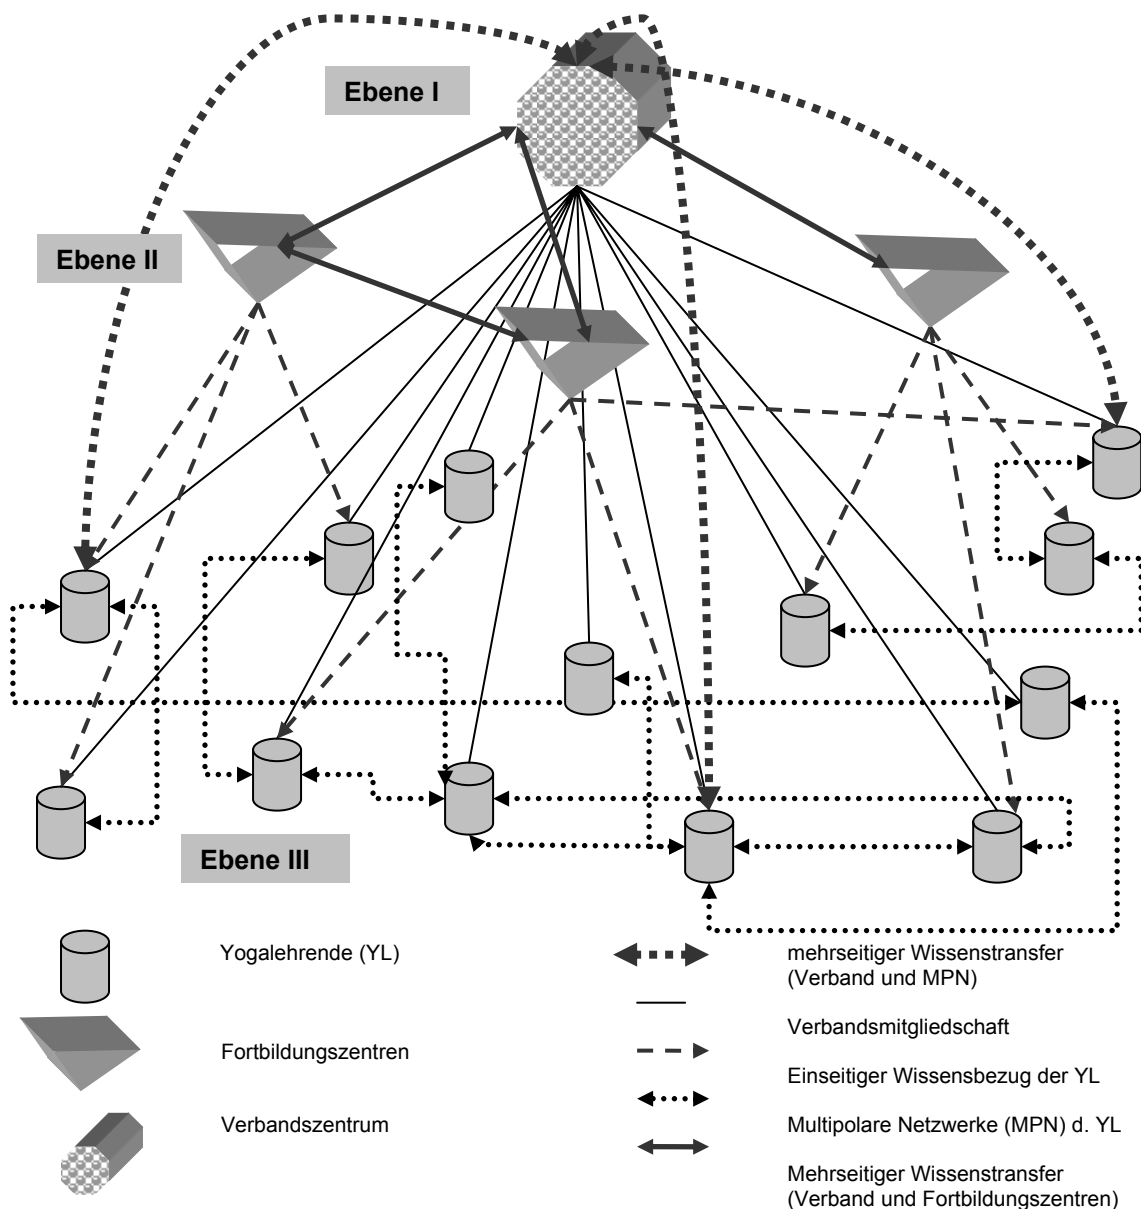 Ebene I
Ebene II
Ebene III
Yogalehrende (YL)
Fortbildungszentren
Verbandszentrum
mehrseitiger Wissenstransfer
(Verband und MPN)
Verbandsmitgliedschaft
Einseitiger Wissensbezug der YL
Multipolare Netzwerke (MPN) d. YL
Mehrseitiger Wissenstransfer
(Verband und Fortbildungszentren)